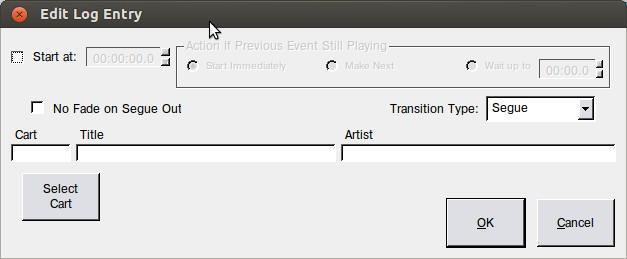 Edit Log Entry
Action If Previous Event Still Playing
Start at: 00:00:00.0 Start Immediately Make Next Wait up to 00:00.0
No Fade on Segue Out Transition Type: Segue
Cart Title Artist
Select
Cart
OK Cancel